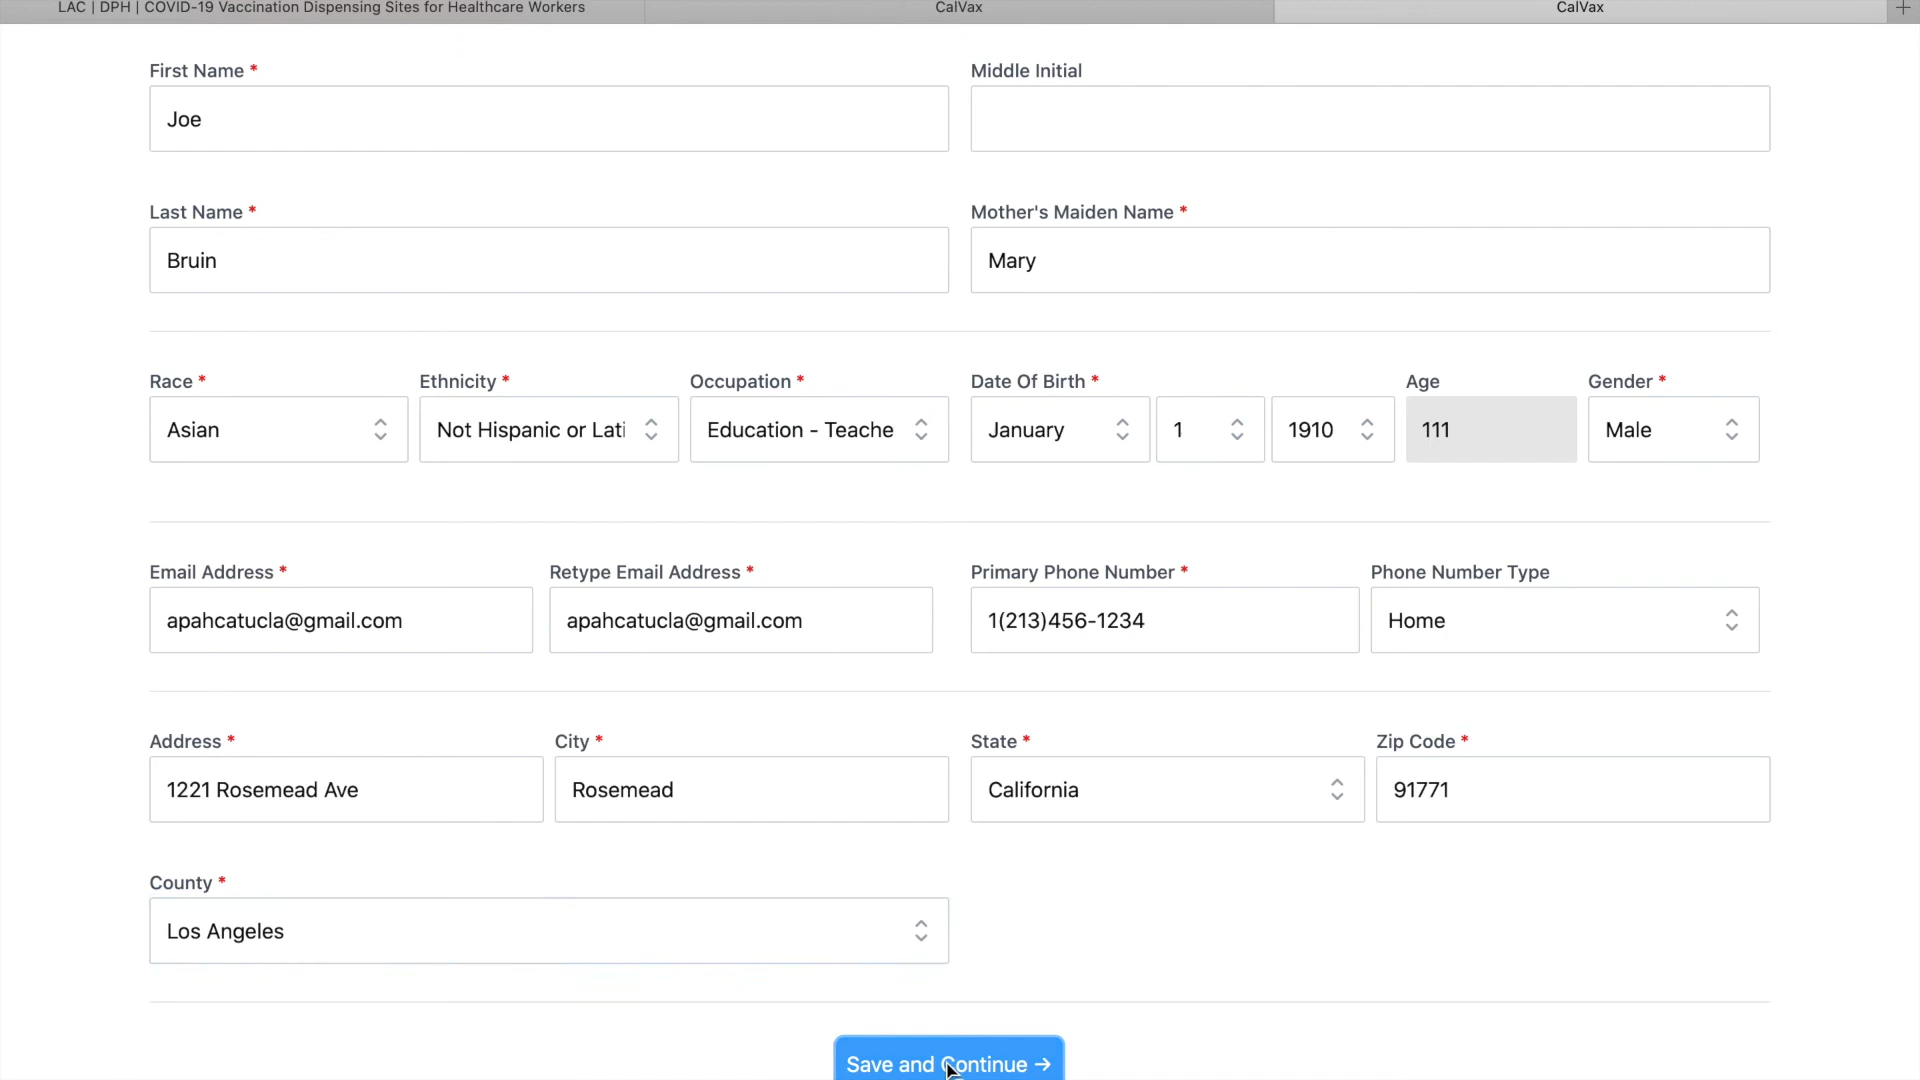 LAC | DPH | COVID-19 Vaccination Dispensing Sites for Healthcare Workers CalVax CalVax
First Name * Middle Initial
Joe
Last Name * Mother's Maiden Name *
Bruin Mary
Race * Ethnicity * Occupation * Date Of Birth * Age Gender *
Asian Not Hispanic or Lati Education - Teache January 1 1910 111 Male
Email Address * Retype Email Address * Primary Phone Number * Phone Number Type
apahcatucla@gmail.com apahcatucla@gmail.com 1(213)456-1234 Home
Address * City * State * Zip Code *
1221 Rosemead Ave Rosemead California 91771
County *
Los Angeles
Save and Continue →